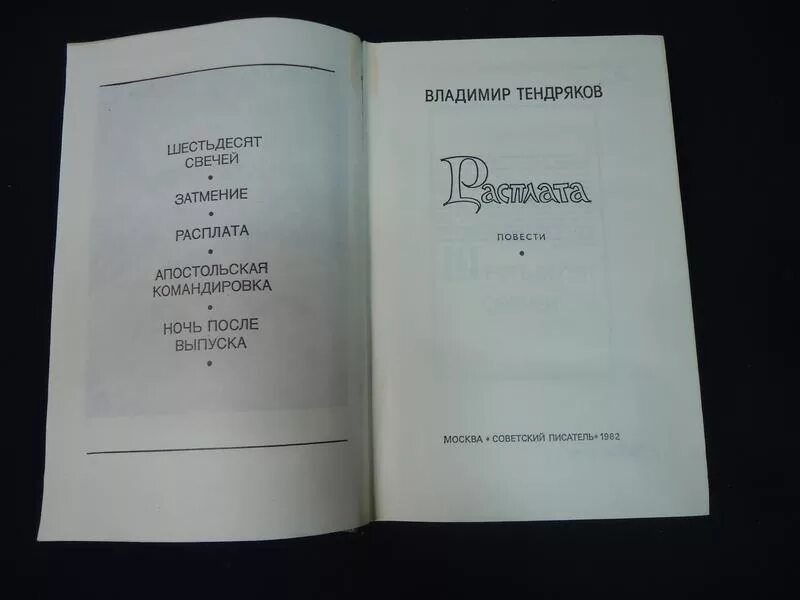 ШЕСТЬДЕСЯТ
СВЕЧЕЙ
•
ЗАТМЕНИЕ
•
РАСПЛАТА
•
АПОСТОЛЬСКАЯ
КОМАНДИРОВКА
•
НОЧЬ ПОСЛЕ
ВЫПУСКА
•
ВЛАДИМИР ТЕНДРЯКОВ
Расплата
ПОВЕСТИ
•
МОСКВА • СОВЕТСКИЙ ПИСАТЕЛЬ • 1982